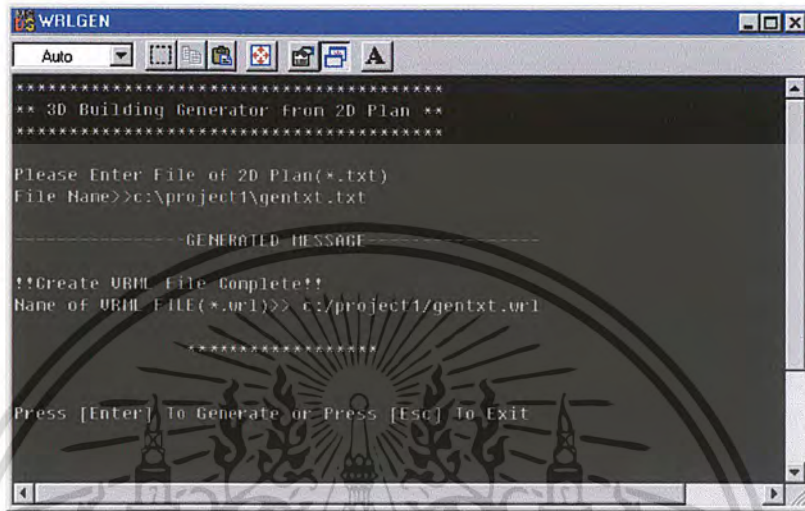 WRLGEN
Auto
A
****************************************
** 3D Building Generator from 2D Plan **
****************************************
Please Enter File of 2D Plan(*.txt)
File Name>>c:\project1\gentxt.txt
----------------GENERATED MESSAGE----------------
!!Create VRML File Complete!!
Name of VRML FILE(*.wrl)>> c:/project1/gentxt.wrl
******************
Press [Enter] To Generate or Press [Esc] To Exit